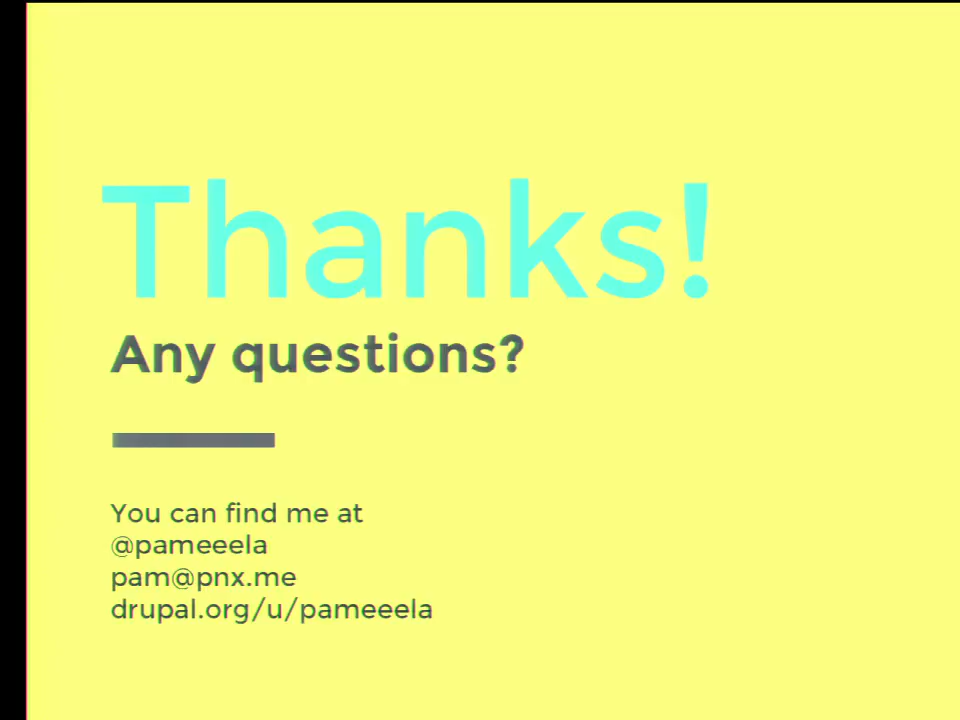 Thanks!
Any questions?
You can find me at
@pameeela
pam@pnx.me
drupal.org/u/pameeela